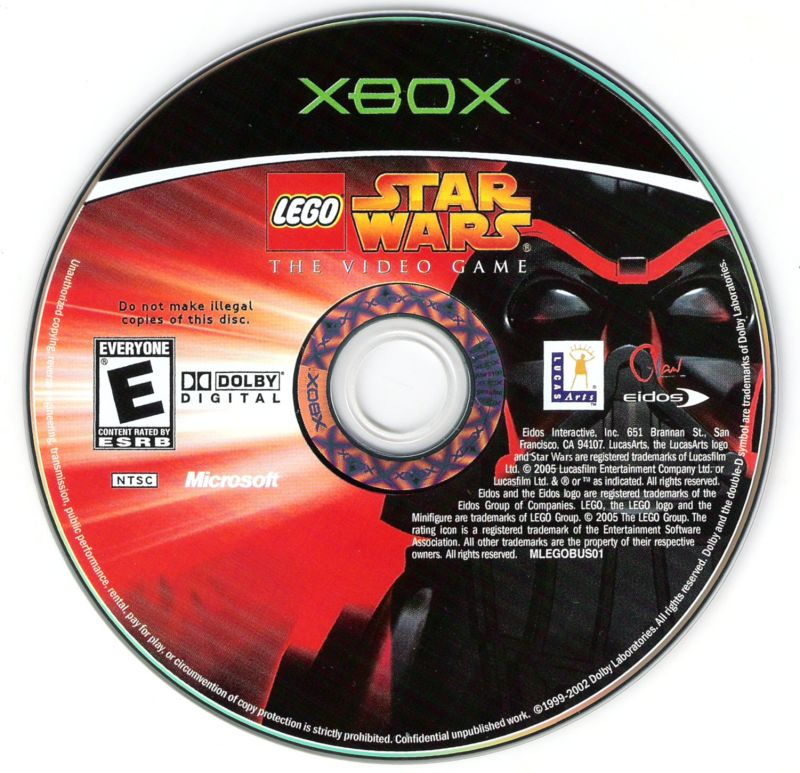 XBOX
LEGO STAR WARS®
THE VIDEO GAME
Do not make illegal
copies of this disc.
EVERYONE
E®
CONTENT RATED BY
ESRB
DOLBY
DIGITAL
NTSC
Microsoft
XBOX
LUCAS
Arts™
Giant
eidos
Eidos Interactive, Inc. 651 Brannan St., San
Francisco. CA 94107. LucasArts, the LucasArts logo
and Star Wars are registered trademarks of Lucasfilm
Ltd. © 2005 Lucasfilm Entertainment Company Ltd. or
Lucasfilm Ltd. & ® or ™ as indicated. All rights reserved.
Eidos and the Eidos logo are registered trademarks of the
Eidos Group of Companies. LEGO, the LEGO logo and the
Minifigure are trademarks of LEGO Group. © 2005 The LEGO Group. The
rating icon is a registered trademark of the Entertainment Software
Association. All other trademarks are the property of their respective
owners. All rights reserved. MLEGOBUS01
Unauthorized copying, reverse engineering, transmission, public performance, rental, pay for play, or circumvention of copy protection is strictly prohibited. Confidential unpublished work. ©1999-2002 Dolby Laboratories. All rights reserved. Dolby and the double-D symbol are trademarks of Dolby Laboratories.